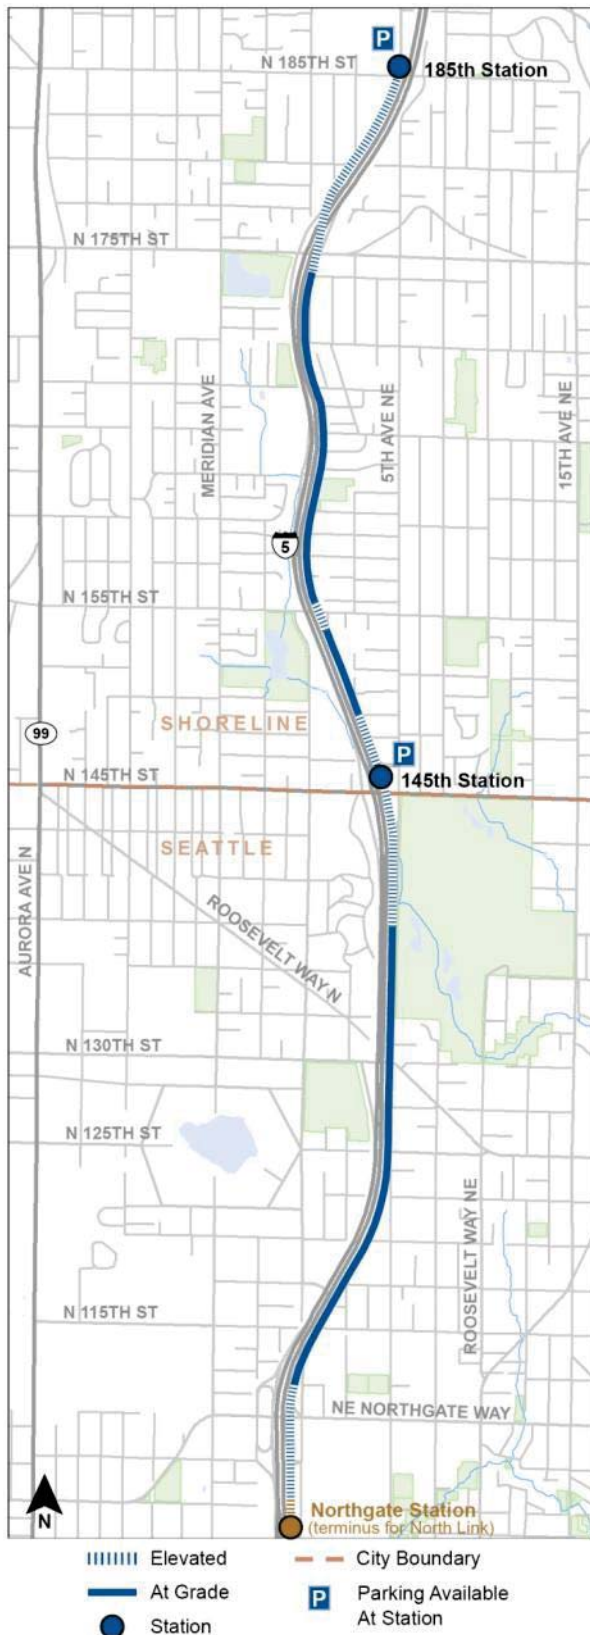 P
N 185TH ST
185th Station
N 175TH ST
MERIDIAN AVE
5TH AVE NE
15TH AVE NE
5
N 155TH ST
SHORELINE
99
P
N 145TH ST
145th Station
SEATTLE
AURORA AVE N
ROOSEVELT WAY N
N 130TH ST
N 125TH ST
ROOSEVELT WAY NE
N 115TH ST
NE NORTHGATE WAY
N
Northgate Station
(terminus for North Link)
Elevated
City Boundary
At Grade
P
Parking Available
At Station
Station